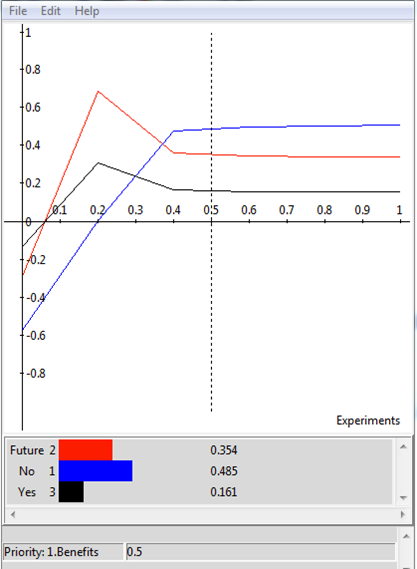 File Edit Help
1
0.8
0.6
0.4
0.2
0
0.1 0.2 0.3 0.4 0.5 0.6 0.7 0.8 0.9 1
-0.2
-0.4
-0.6
-0.8
Experiments
Future 2 0.354
No 1 0.485
Yes 3 0.161
Priority: 1.Benefits 0.5